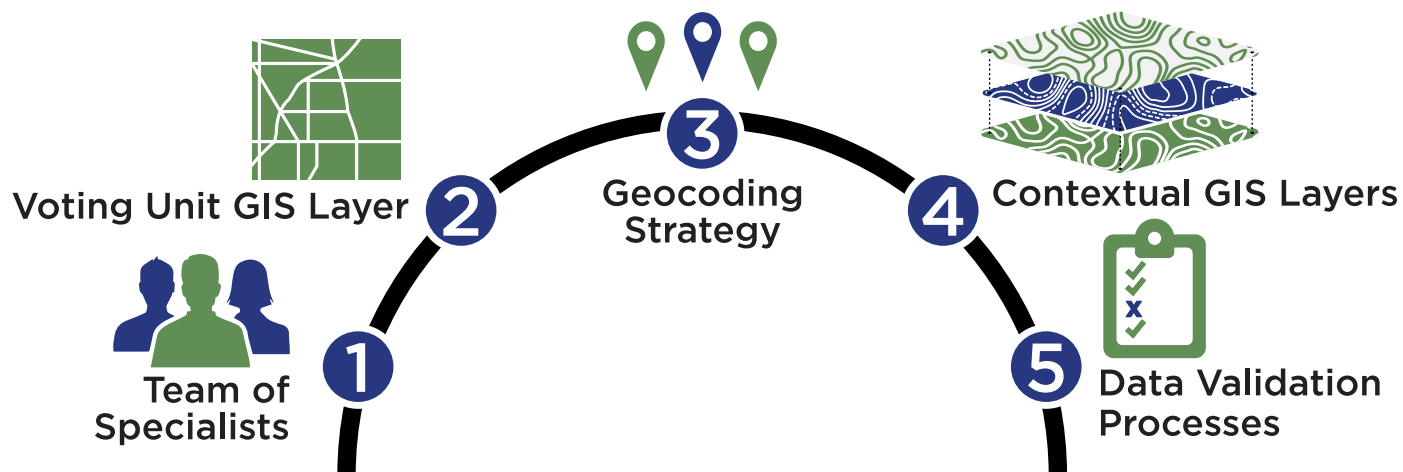 1
Team of
Specialists
2
Voting Unit GIS Layer
3
Geocoding
Strategy
4
Contextual GIS Layers
5
Data Validation
Processes